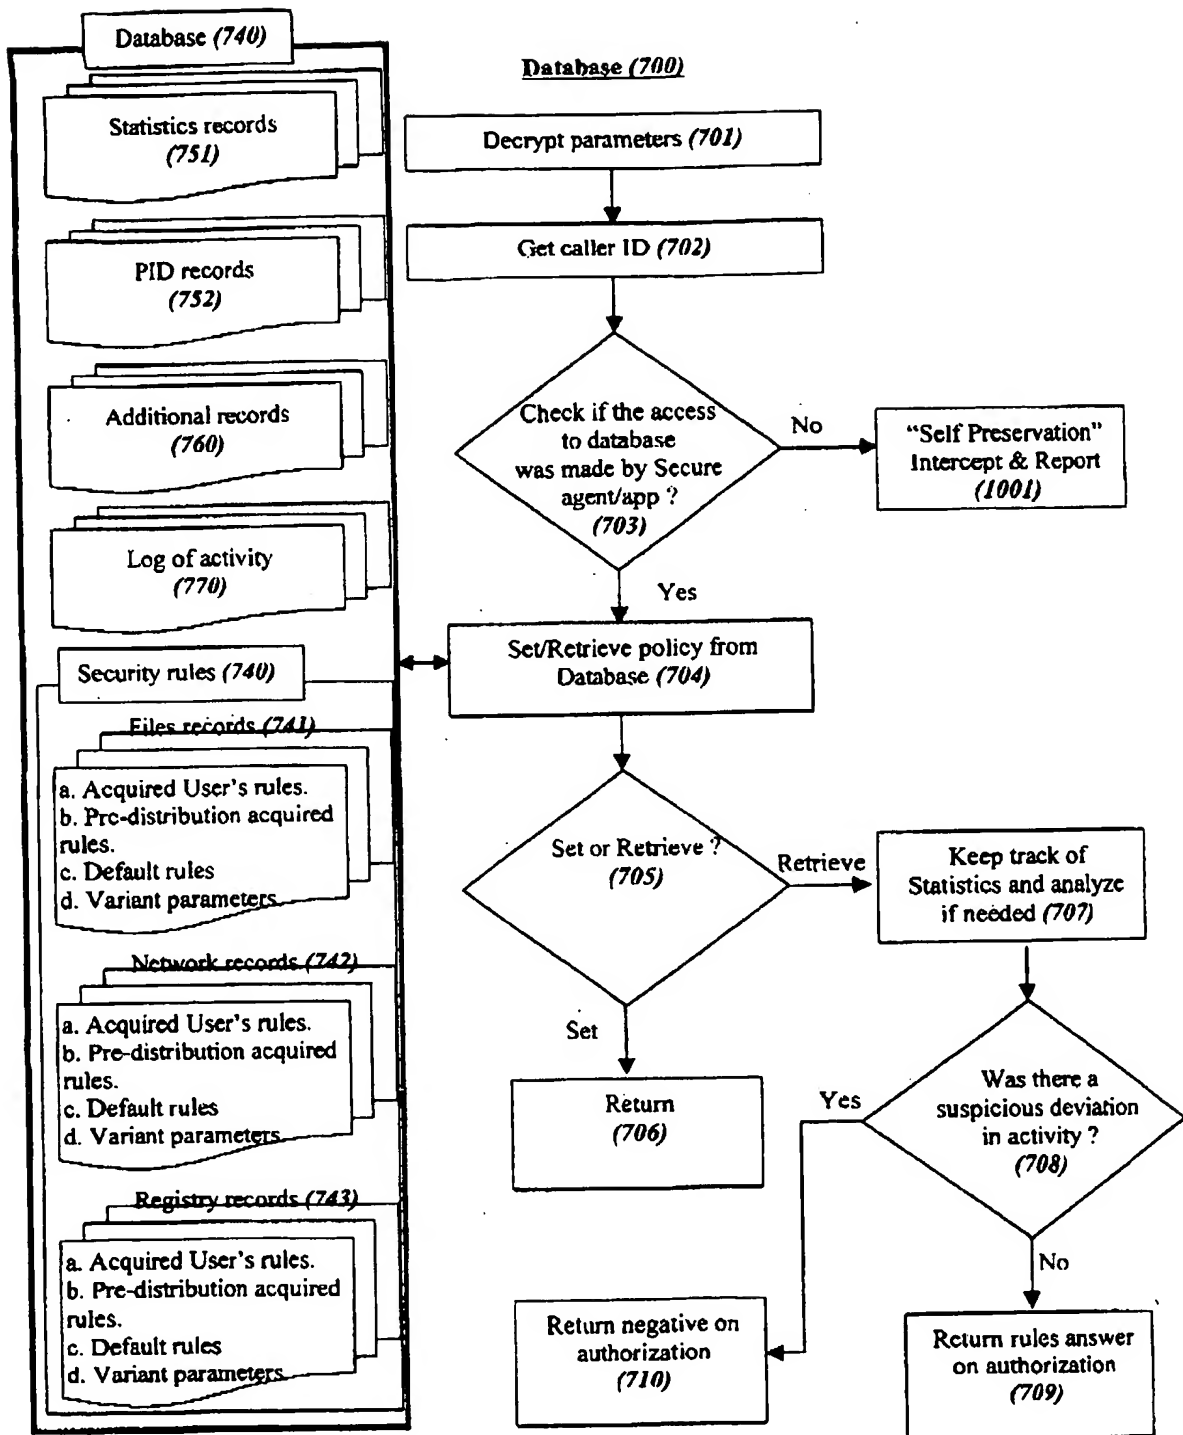 Database (740)
Statistics records
(751)
PID records
(752)
Additional records
(760)
Log of activity
(770)
Security rules (740)
Files records (741)
a. Acquired User's rules.
b. Pre-distribution acquired
rules.
c. Default rules
d. Variant parameters
Network records (742)
a. Acquired User's rules.
b. Pre-distribution acquired
rules.
c. Default rules
d. Variant parameters
Registry records (743)
a. Acquired User's rules.
b. Pre-distribution acquired
rules.
c. Default rules
d. Variant parameters
Database (700)
Decrypt parameters (701)
Get caller ID (702)
Check if the access
to database
was made by Secure
agent/app ?
(703)
No
"Self Preservation"
Intercept & Report
(1001)
Yes
Set/Retrieve policy from
Database (704)
Set or Retrieve ?
(705)
Retrieve
Keep track of
Statistics and analyze
if needed (707)
Set
Return
(706)
Was there a
suspicious deviation
in activity ?
(708)
Yes
No
Return negative on
authorization
(710)
Return rules answer
on authorization
(709)